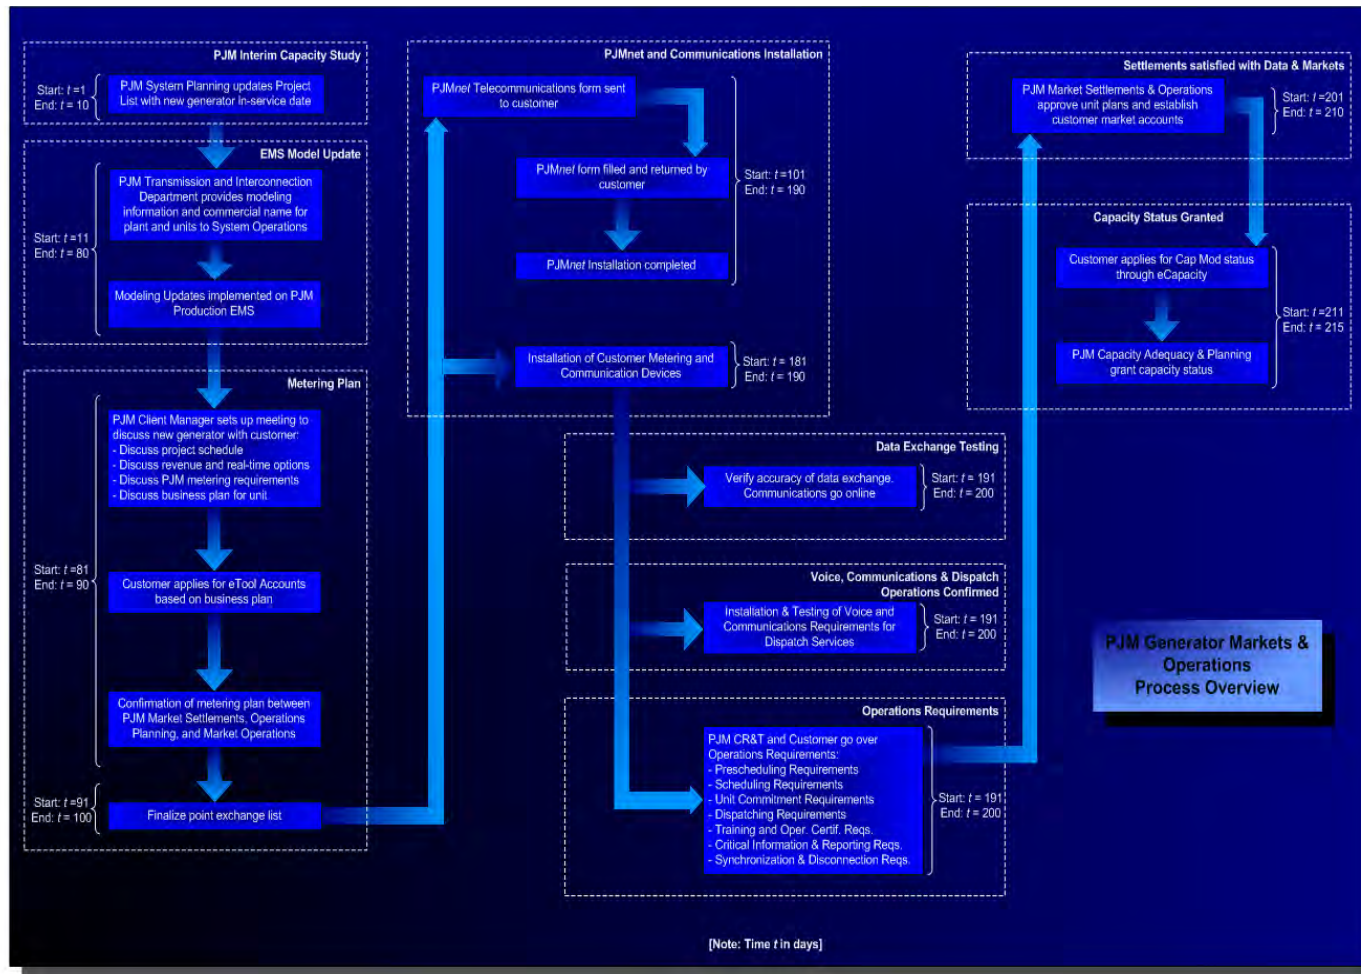 PJM Interim Capacity Study
Start: t =1
End: t = 10
PJM System Planning updates Project
List with new generator in-service date
EMS Model Update
PJM Transmission and Interconnection
Department provides modeling
information and commercial name for
plant and units to System Operations
Start: t =11
End: t = 80
Modeling Updates implemented on PJM
Production EMS
Metering Plan
PJM Client Manager sets up meeting to
discuss new generator with customer:
- Discuss project schedule
- Discuss revenue and real-time options
- Discuss PJM metering requirements
- Discuss business plan for unit
Start: t =81
End: t = 90
Customer applies for eTool Accounts
based on business plan
Confirmation of metering plan between
PJM Market Settlements, Operations
Planning, and Market Operations
Start: t =91
End: t = 100
Finalize point exchange list
PJMnet and Communications Installation
PJMnet Telecommunications form sent
to customer
PJMnet form filled and returned by
customer
Start: t =101
End: t = 190
PJMnet Installation completed
Installation of Customer Metering and
Communication Devices
Start: t = 181
End: t = 190
Data Exchange Testing
Verify accuracy of data exchange.
Communications go online
Start: t = 191
End: t = 200
Voice, Communications & Dispatch
Operations Confirmed
Installation & Testing of Voice and
Communications Requirements for
Dispatch Services
Start: t = 191
End: t = 200
Operations Requirements
PJM CR&T and Customer go over
Operations Requirements:
- Prescheduling Requirements
- Scheduling Requirements
- Unit Commitment Requirements
- Dispatching Requirements
- Training and Oper. Certif. Reqs.
- Critical Information & Reporting Reqs.
- Synchronization & Disconnection Reqs.
Start: t = 191
End: t = 200
Settlements satisfied with Data & Markets
PJM Market Settlements & Operations
approve unit plans and establish
customer market accounts
Start: t =201
End: t = 210
Capacity Status Granted
Customer applies for Cap Mod status
through eCapacity
Start: t =211
End: t = 215
PJM Capacity Adequacy & Planning
grant capacity status
PJM Generator Markets &
Operations
Process Overview
[Note: Time t in days]